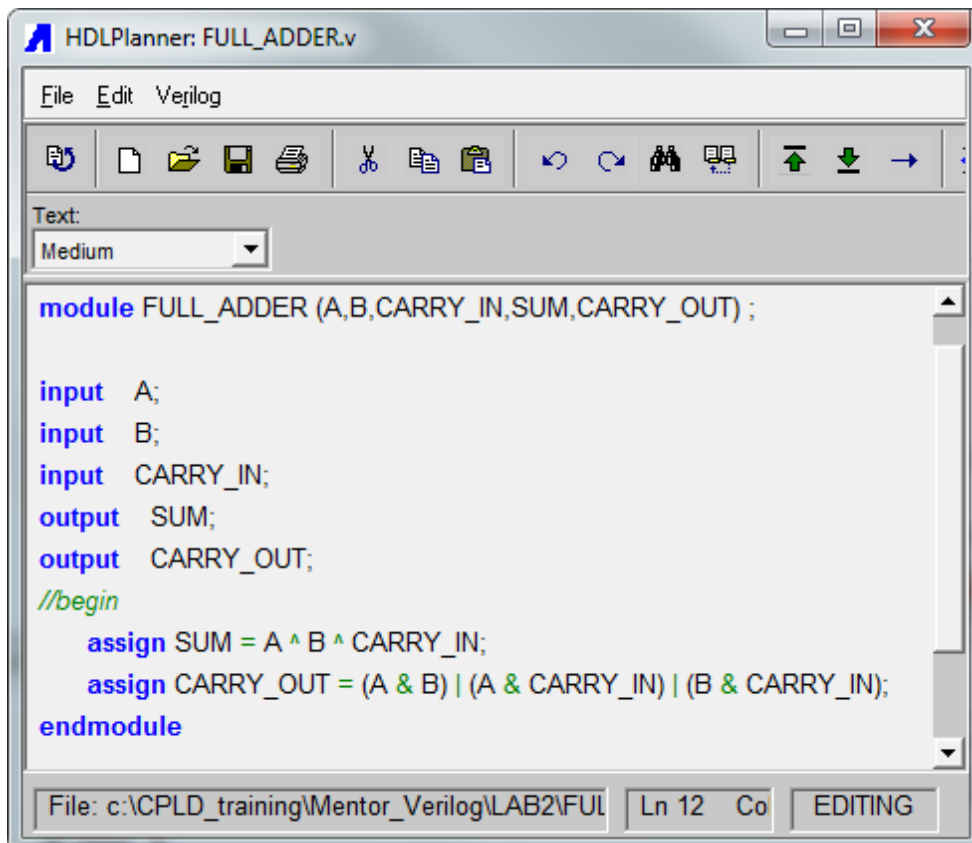 HDLPlanner: FULL_ADDER.v
File Edit Verilog
Text:
Medium
module FULL_ADDER (A,B,CARRY_IN,SUM,CARRY_OUT) ;
input A;
input B;
input CARRY_IN;
output SUM;
output CARRY_OUT;
//begin
assign SUM = A ^ B ^ CARRY_IN;
assign CARRY_OUT = (A & B) | (A & CARRY_IN) | (B & CARRY_IN);
endmodule
File: c:\CPLD_training\Mentor_Verilog\LAB2\FUL Ln 12 Co EDITING